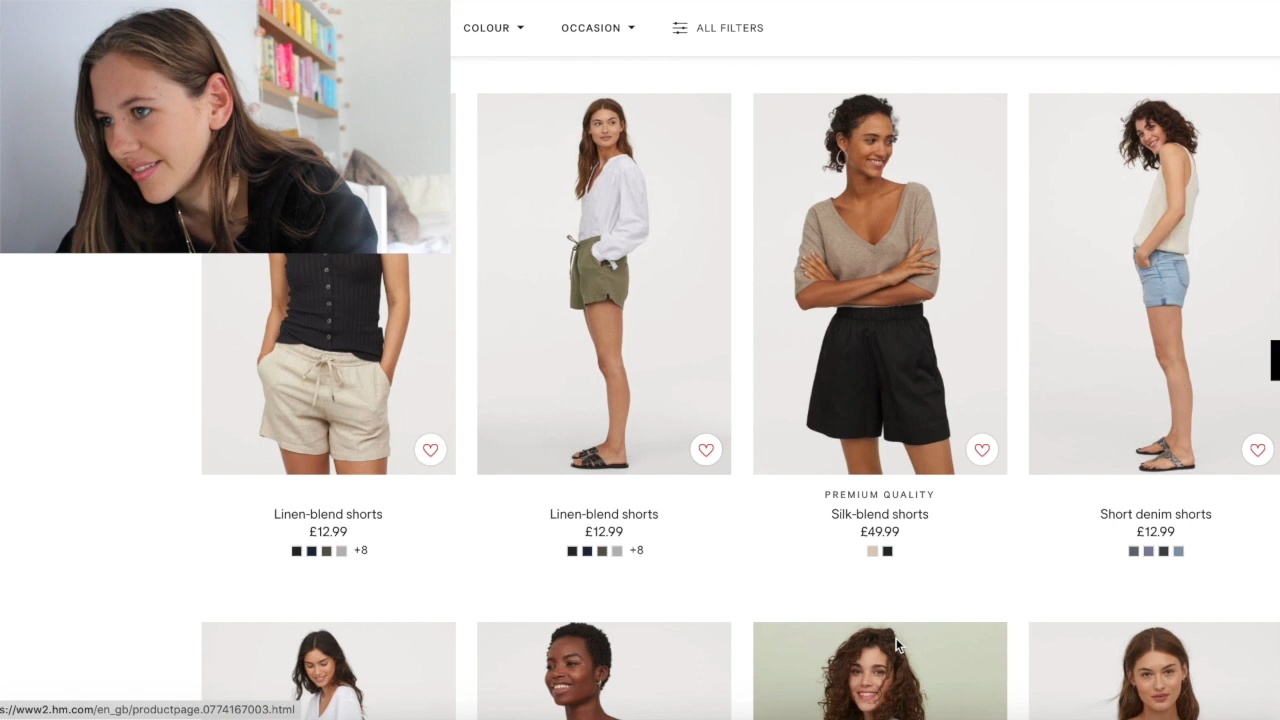 COLOUR
OCCASION
ALL FILTERS
PREMIUM QUALITY
Linen-blend shorts
Linen-blend shorts
Silk-blend shorts
Short denim shorts
£12.99
£12.99
£49.99
£12.99
+8
+8
s://www2.hm.com/en_gb/productpage.0774167003.html